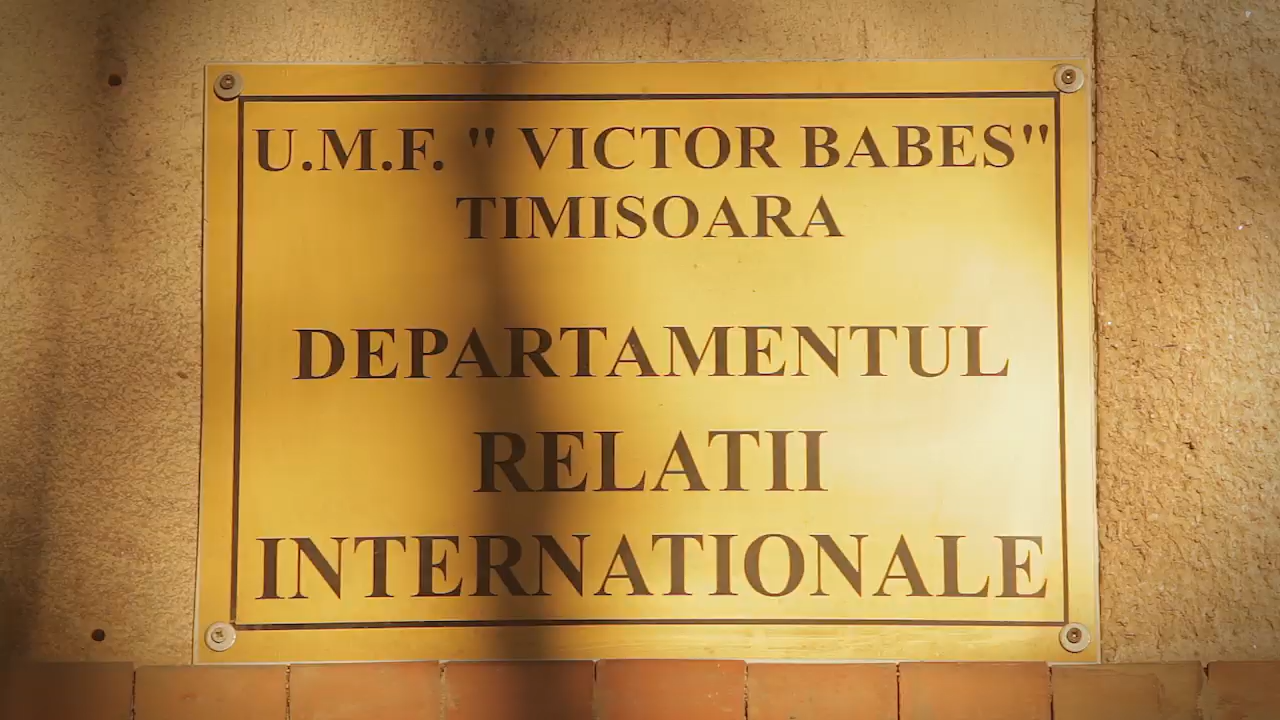 U.M.F. " VICTOR BABES"
TIMISOARA
DEPARTAMENTUL
RELATII
INTERNATIONALE